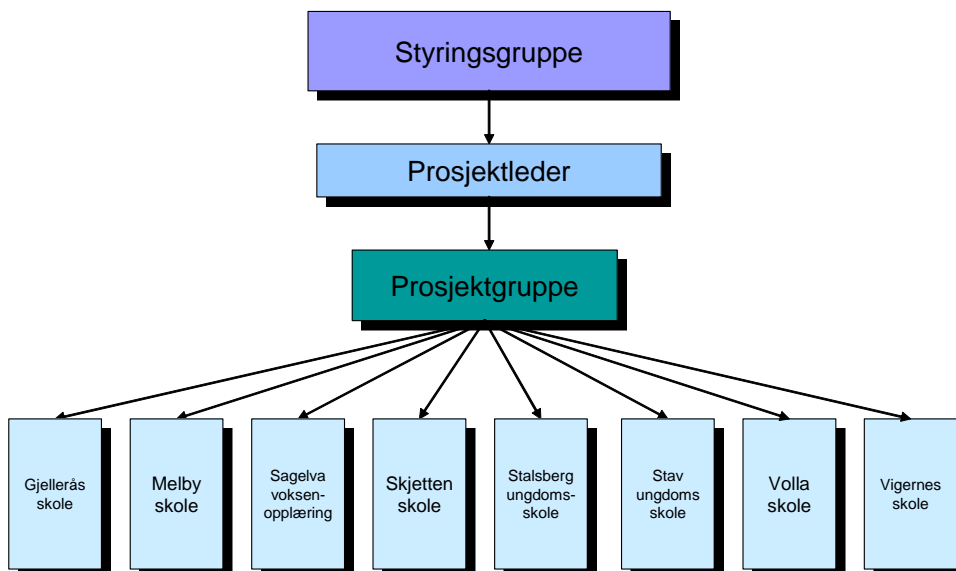 Styringsgruppe
Prosjektleder
Prosjektgruppe
Gjellerås
skole
Melby
skole
Sagelva
voksen-
opplæring
Skjetten
skole
Stalsberg
ungdoms-
skole
Stav
ungdoms
skole
Volla
skole
Vigernes
skole